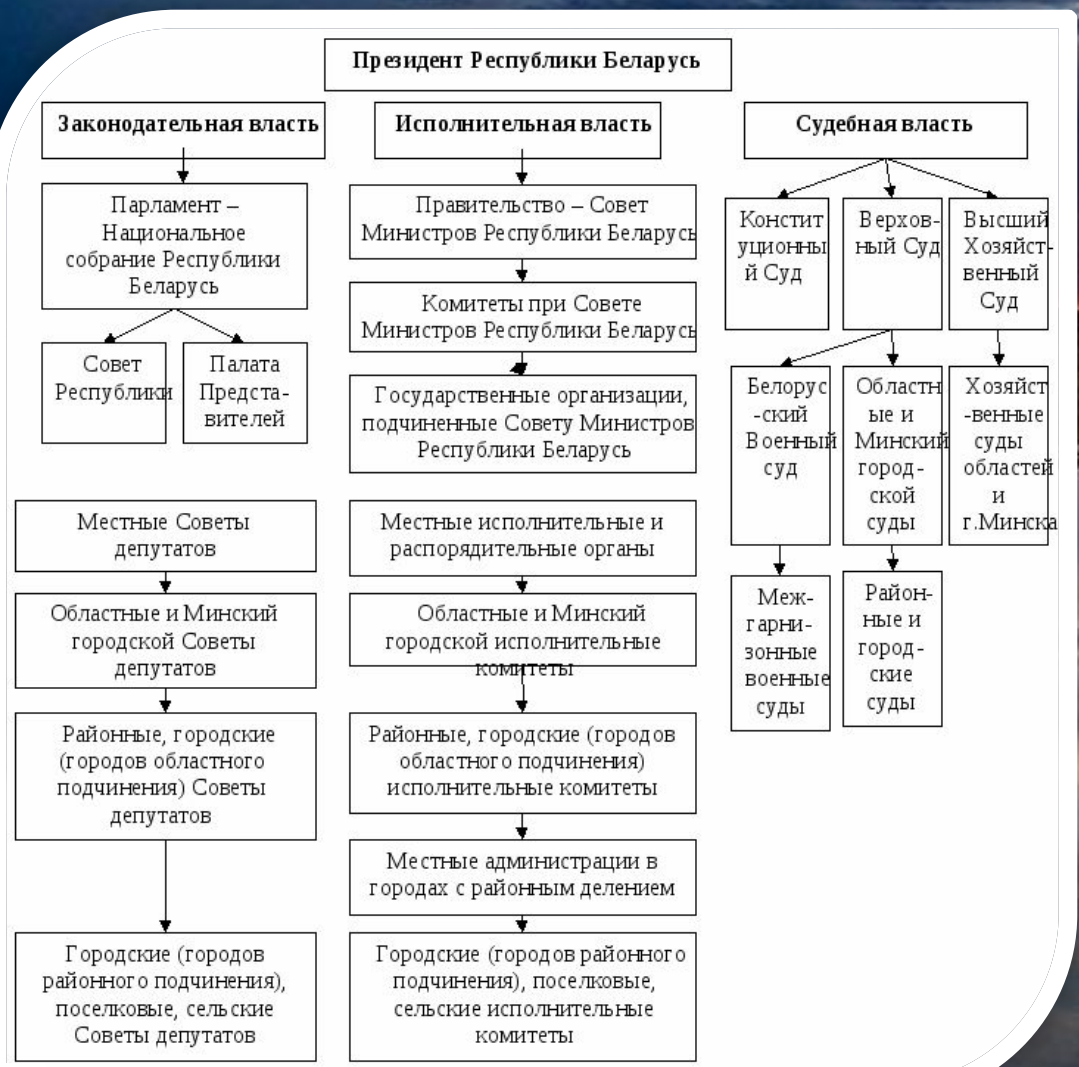 Президент Республики Беларусь
Законодательная власть
Исполнительная власть
Судебная власть
Парламент –
Национальное
собрание Республики
Беларусь
Совет
Республики
Палата
Предста-
вителей
Правительство – Совет
Министров Республики Беларусь
Комитеты при Совете
Министров Республики Беларусь
Государственные организации,
подчиненные Совету Министров
Республики Беларусь
Констит
уционны
й Суд
Верхов-
ный Суд
Высший
Хозяйст-
венный
Суд
Белорус
-ский
Военный
суд
Областн
ые и
Минский
город-
ской
суды
Хозяйст
-венные
суды
областей
и
г.Минска
Меж-
гарни-
зонные
военные
суды
Район-
ные и
город-
ские
суды
Местные Советы
депутатов
Областные и Минский
городской Советы
депутатов
Районные, городские
(городов областного
подчинения) Советы
депутатов
Городские (городов
районного подчинения),
поселковые, сельские
Советы депутатов
Местные исполнительные и
распорядительные органы
Областные и Минский
городской исполнительные
комитеты
Районные, городские (городов
областного подчинения)
исполнительные комитеты
Местные администрации в
городах с районным делением
Городские (городов районного
подчинения), поселковые,
сельские исполнительные
комитеты